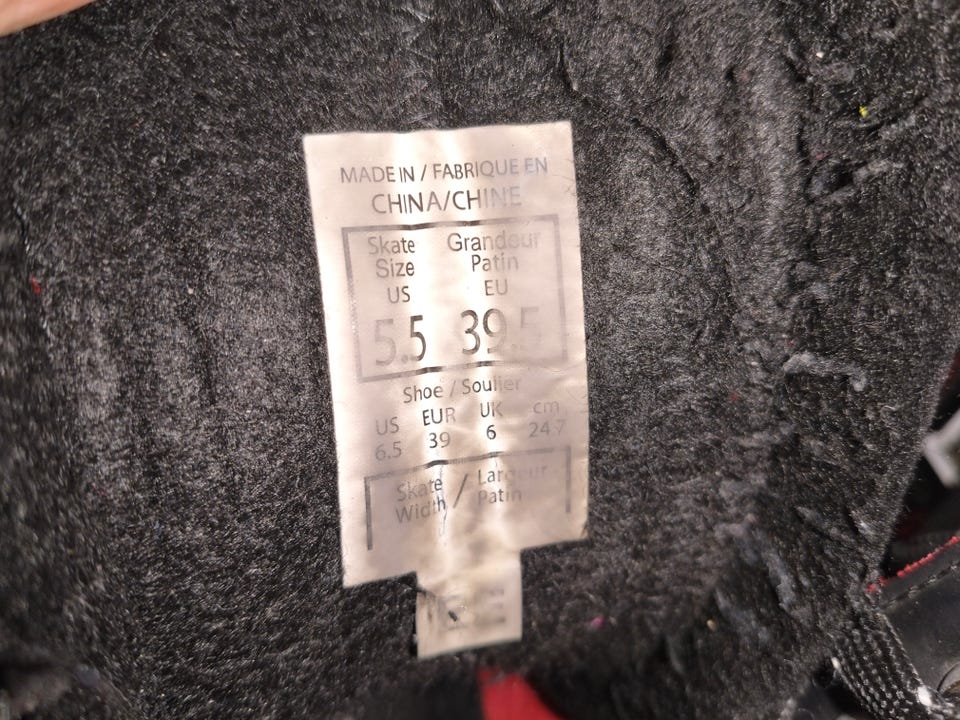 MADE IN / FABRIQUE EN
CHINA/CHINE
Skate Grandeur
Size Patin
US EU
5.5 39.5
Shoe / Soulier
US EUR UK cm
6.5 39 6 24.7
Skate / Largeur
Width Patin